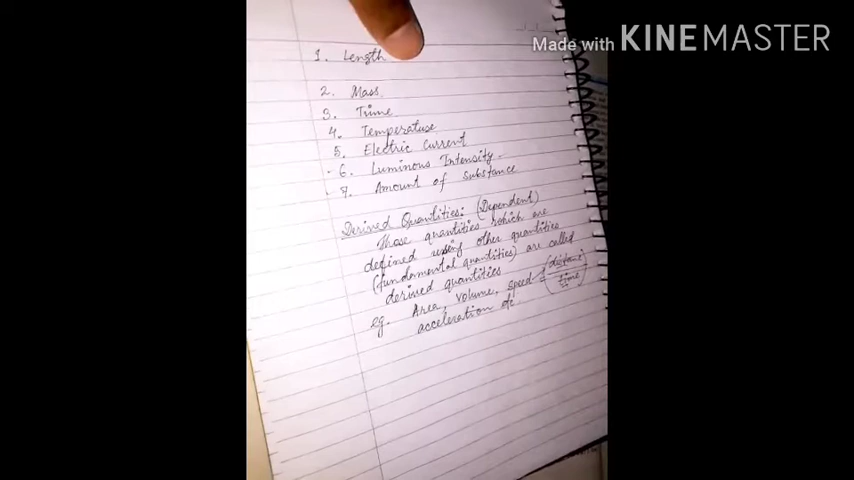 Made with KINEMASTER
1. Length
2. Mass
3. Time
4. Temperature
5. Electric Current
6. Luminous Intensity
7. Amount of substance
Derived Quantities: (Dependent)
Those quantities which are
defined using other quantities
(fundamental quantities) are called
derived quantities
eg. Area, volume, speed = (distance/time)
acceleration etc.